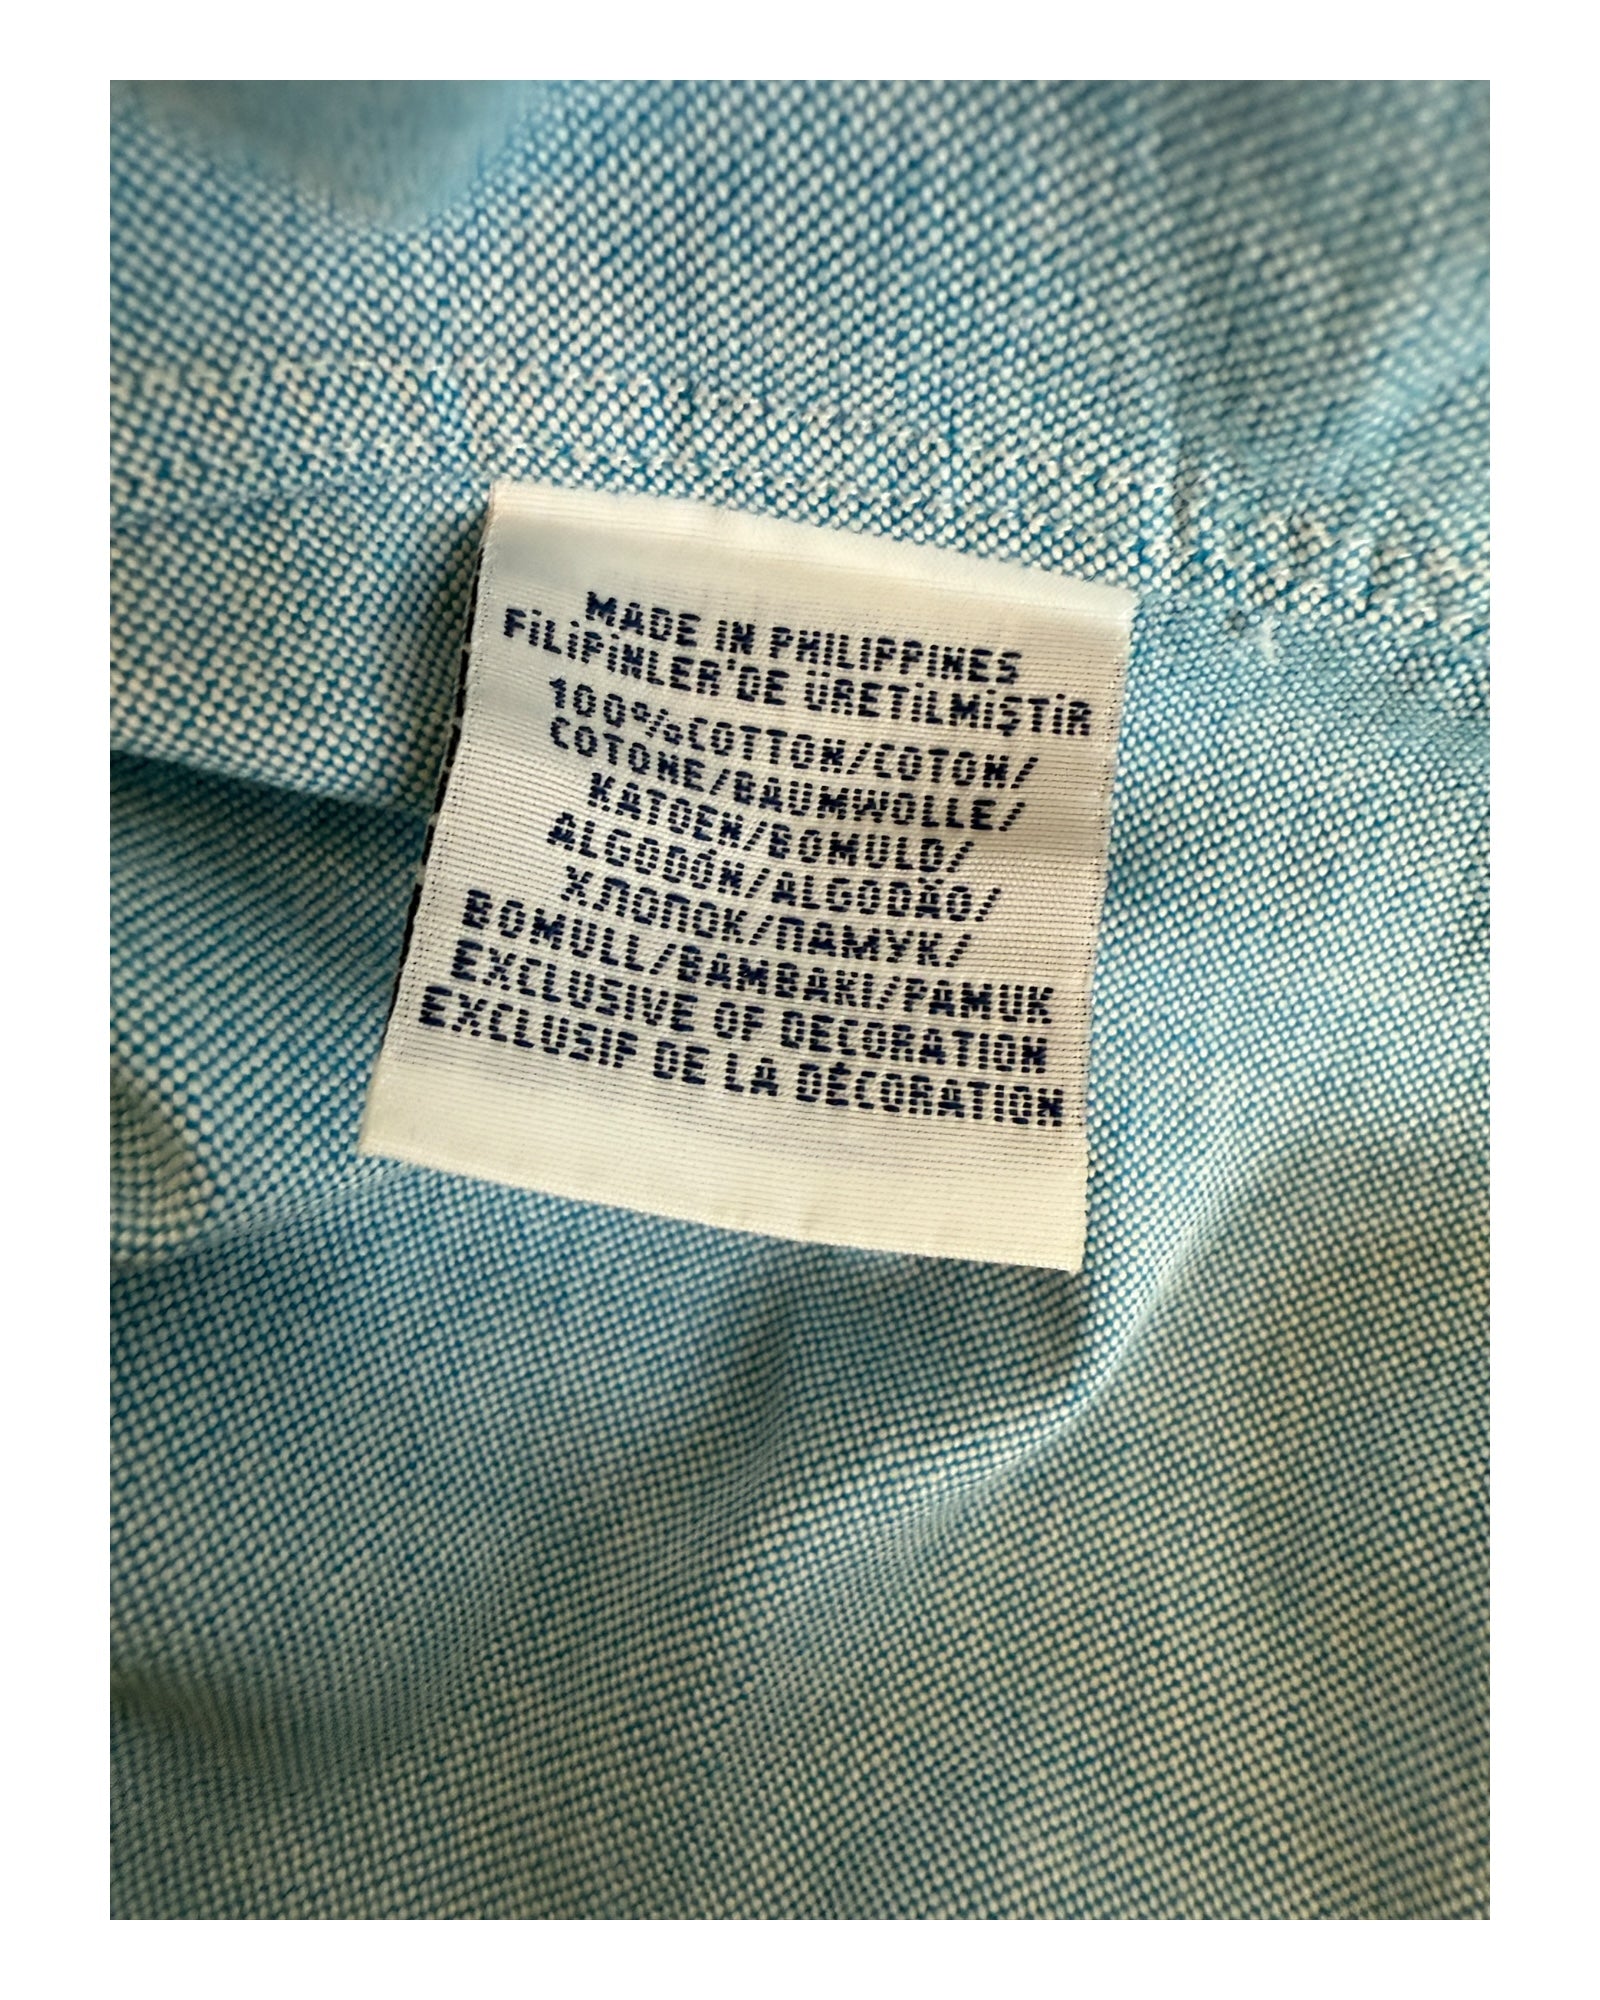 MADE IN PHILIPPINES
FİLİPİNLER'DE ÜRETİLMİŞTİR
100%COTTON/COTON/
COTONE/BAUMWOLLE/
KATOEN/BOMULD/
ALGODÓN/ALGODÃO/
ХЛОПОК/ПАМУК/
BOMULL/BAMBAKI/PAMUK
EXCLUSIVE OF DECORATION
EXCLUSIF DE LA DÉCORATION